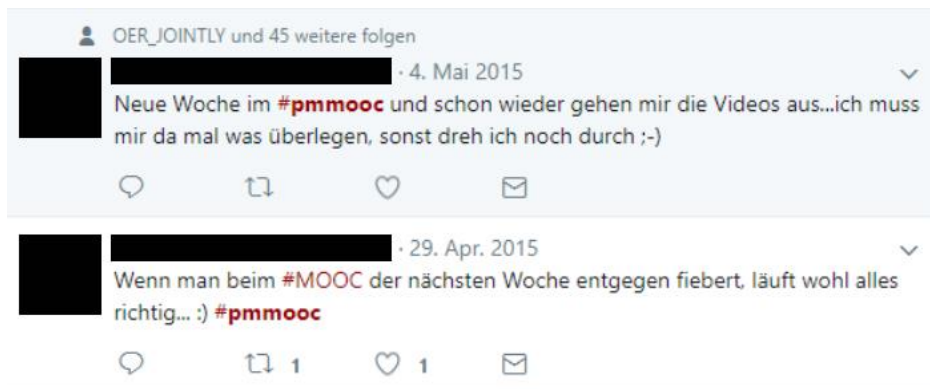 OER_JOINTLY und 45 weitere folgen
· 4. Mai 2015
Neue Woche im #pmmooc und schon wieder gehen mir die Videos aus...ich muss
mir da mal was überlegen, sonst dreh ich noch durch ;-)
· 29. Apr. 2015
Wenn man beim #MOOC der nächsten Woche entgegen fiebert, läuft wohl alles
richtig... :) #pmmooc
1 1